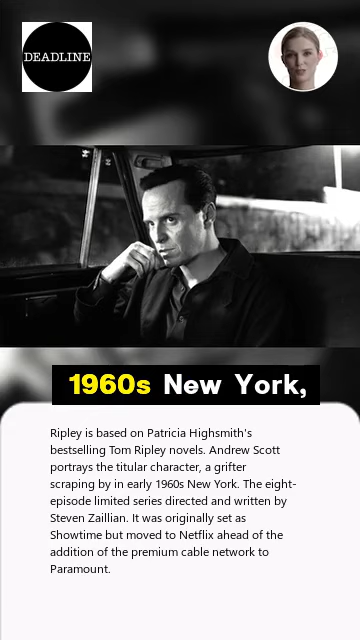 DEADLINE
1960s New York,
Ripley is based on Patricia Highsmith's
bestselling Tom Ripley novels. Andrew Scott
portrays the titular character, a grifter
scraping by in early 1960s New York. The eight-
episode limited series directed and written by
Steven Zaillian. It was originally set as
Showtime but moved to Netflix ahead of the
addition of the premium cable network to
Paramount.